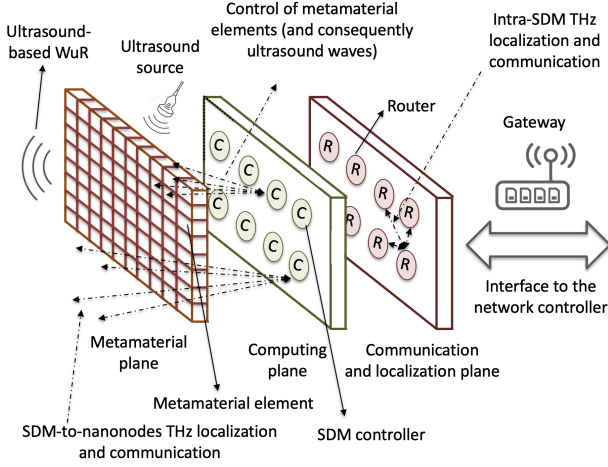 Ultrasound-
based WuR
Ultrasound
source
Control of metamaterial
elements (and consequently
ultrasound waves)
Intra-SDM THz
localization and
communication
Router
Gateway
C
C
C
C
C
C
C
C
R
R
R
R
R
R
R
Interface to the
network controller
Metamaterial
plane
Computing
plane
Communication
and localization plane
Metamaterial element
SDM-to-nanonodes THz localization
and communication
SDM controller